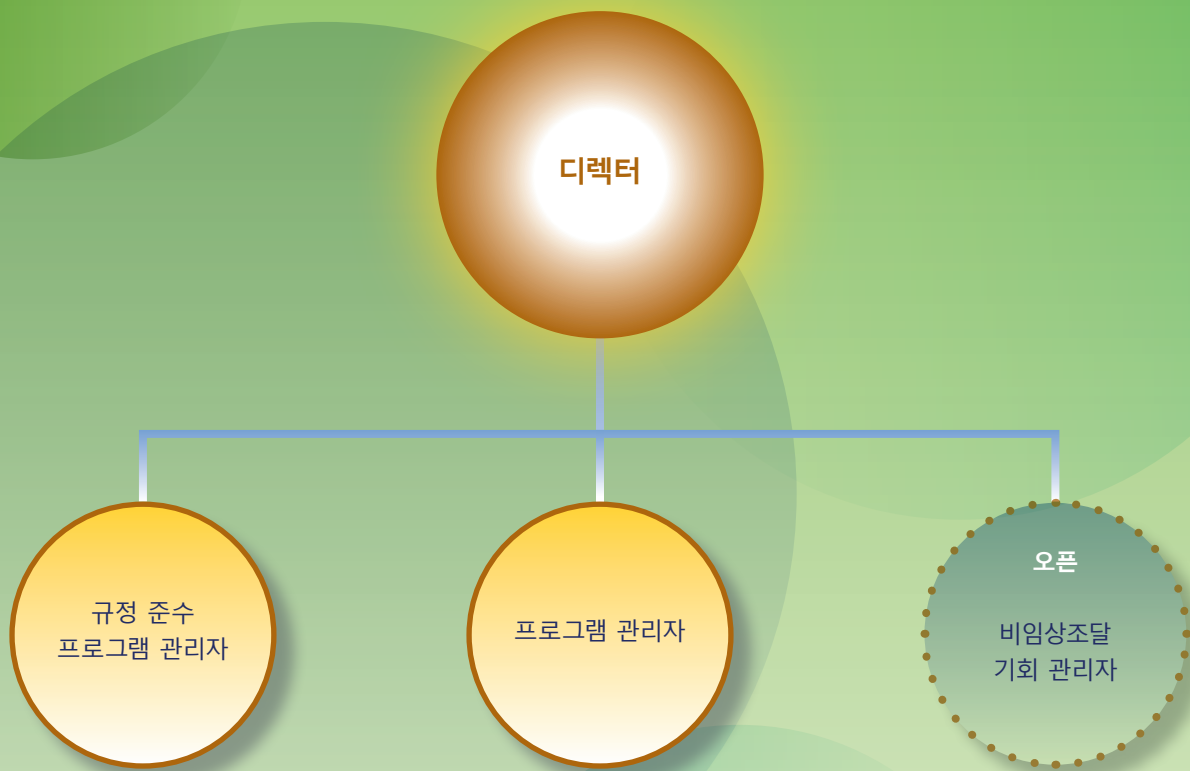 디렉터
규정 준수
프로그램 관리자
프로그램 관리자
오픈
비임상조달
기회 관리자